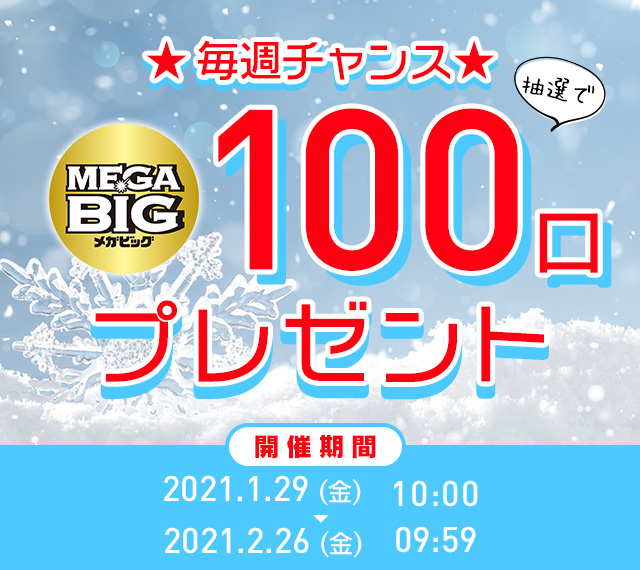 ★毎週チャンス★
抽選で
MEGA
BIG
メガビッグ
100口
プレゼント
開催期間
2021.1.29 (金) 10:00
2021.2.26 (金) 09:59